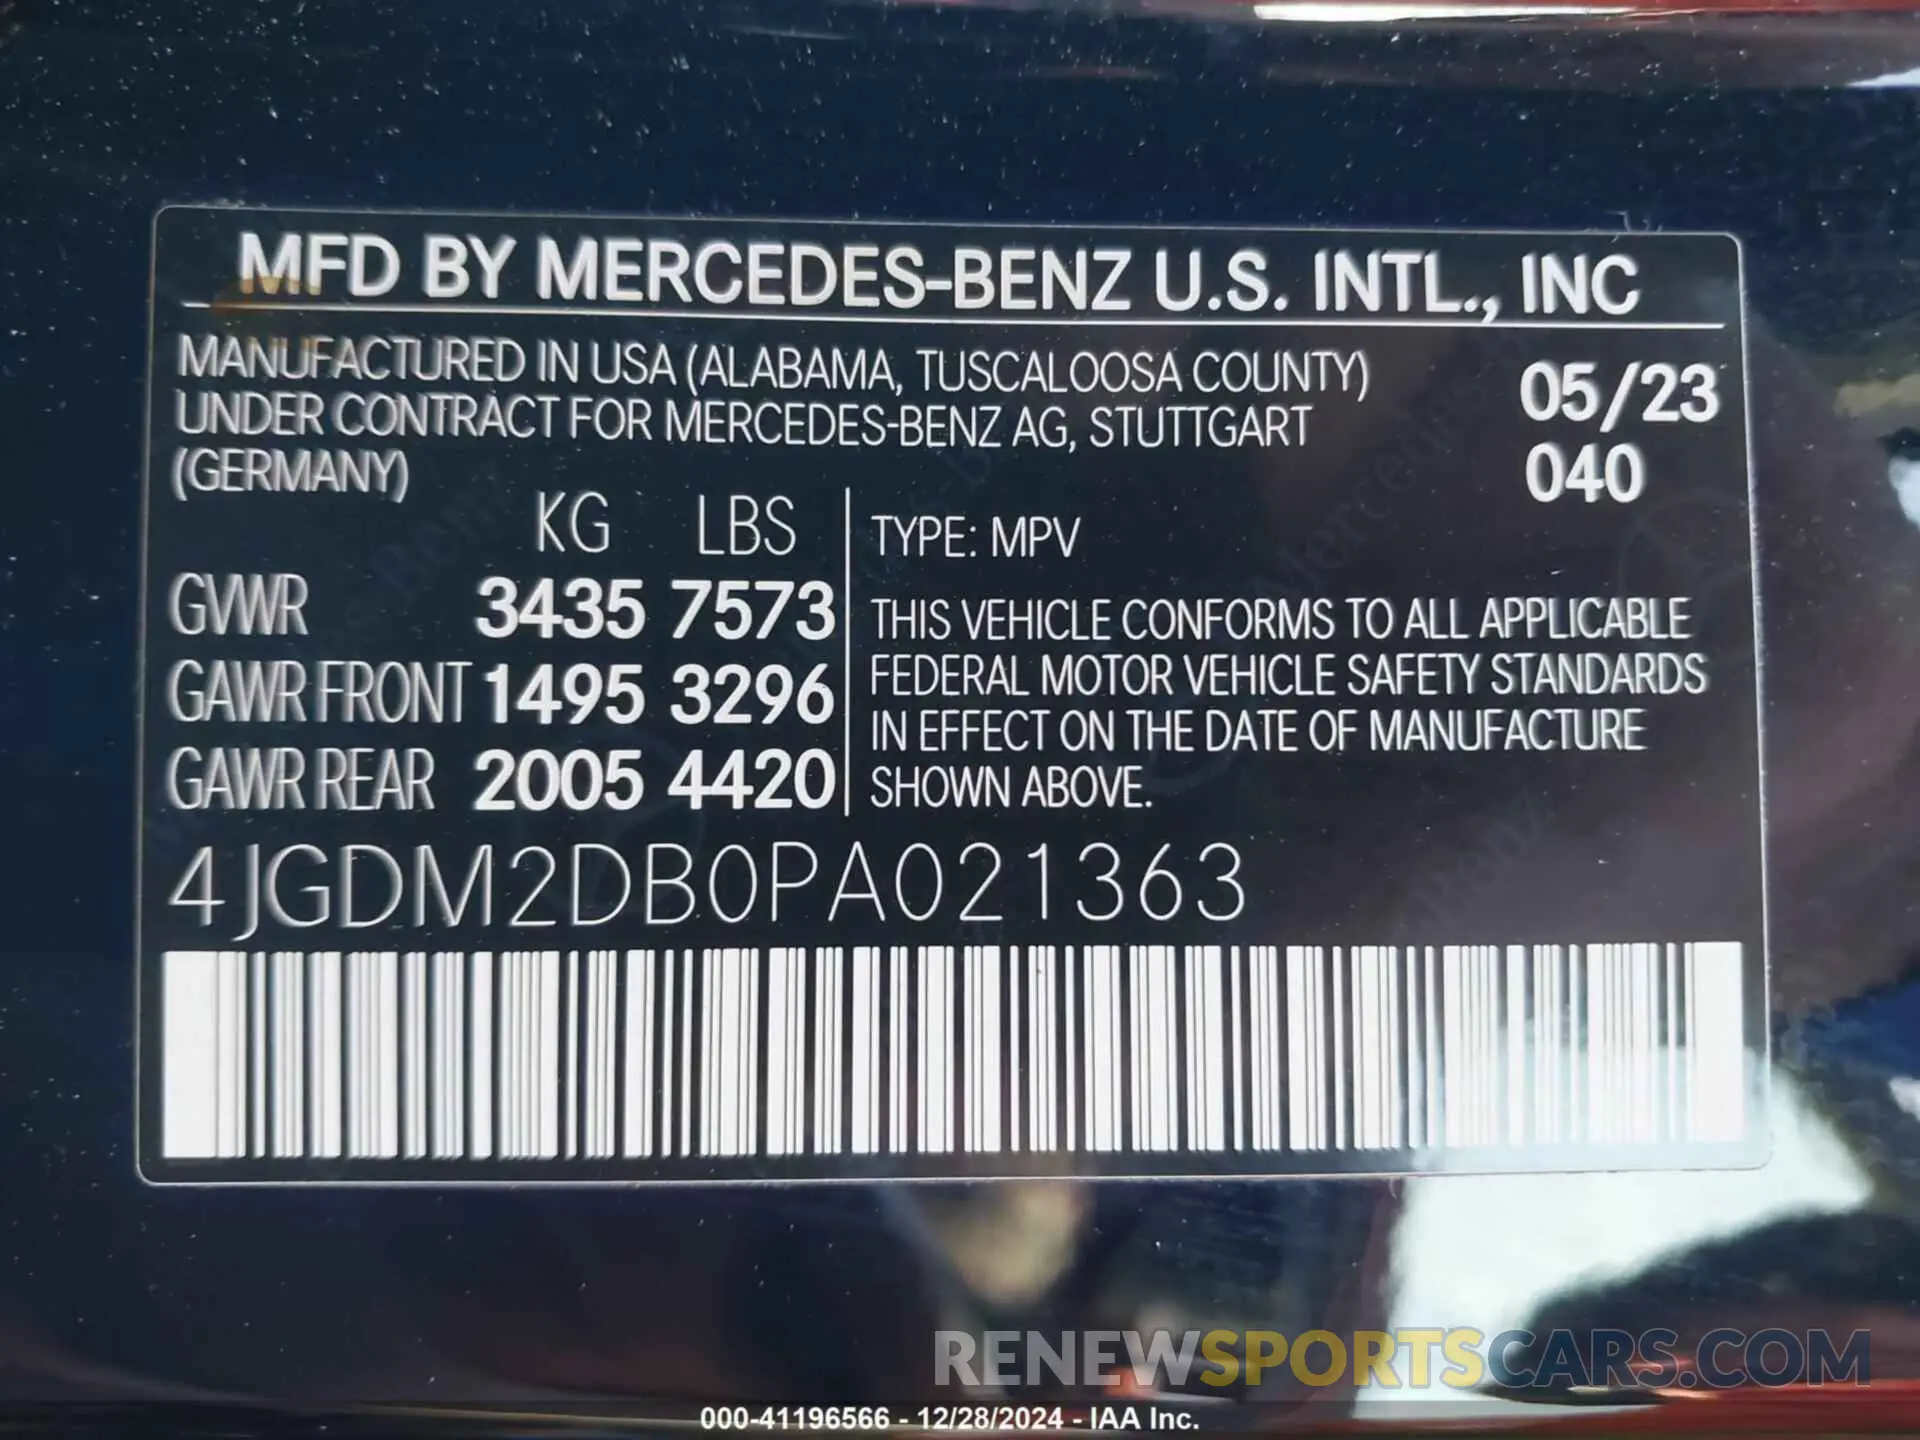 MFD BY MERCEDES-BENZ U.S. INTL., INC
MANUFACTURED IN USA (ALABAMA, TUSCALOOSA COUNTY)
UNDER CONTRACT FOR MERCEDES-BENZ AG, STUTTGART
(GERMANY)
05/23
040
KG LBS
GVWR 3435 7573
GAWR FRONT 1495 3296
GAWR REAR 2005 4420
TYPE: MPV
THIS VEHICLE CONFORMS TO ALL APPLICABLE
FEDERAL MOTOR VEHICLE SAFETY STANDARDS
IN EFFECT ON THE DATE OF MANUFACTURE
SHOWN ABOVE.
4JGDM2DB0PA021363
RENEWSPORTSCARS.COM
000-41196566 - 12/28/2024 - IAA Inc.